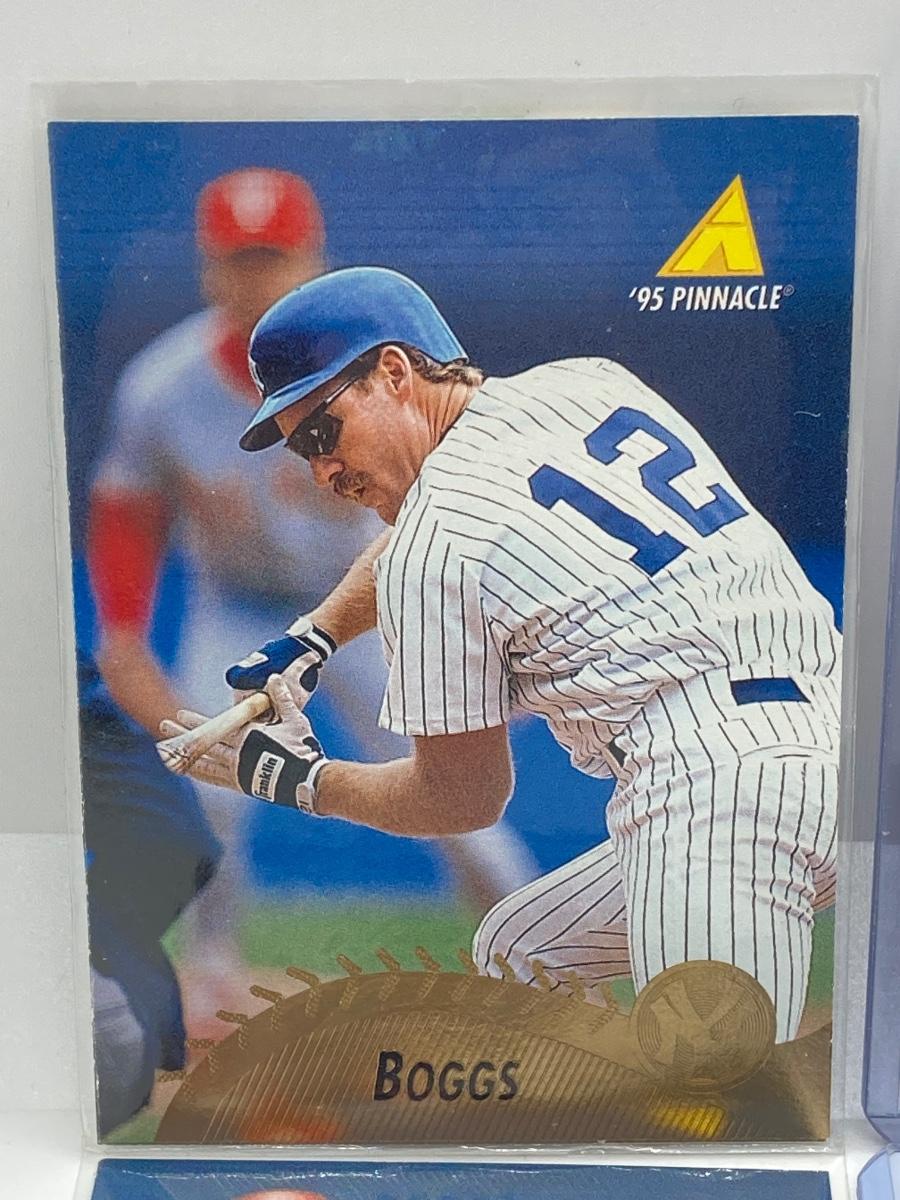 '95 PINNACLE®
12
Franklin
BOGGS